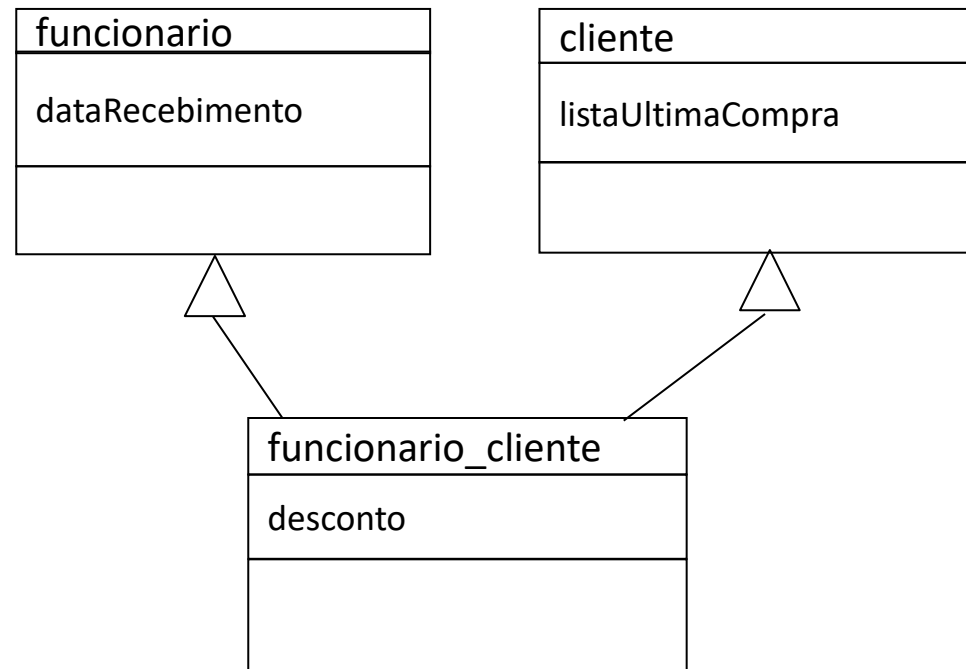 funcionario
dataRecebimento
cliente
listaUltimaCompra
funcionario_cliente
desconto